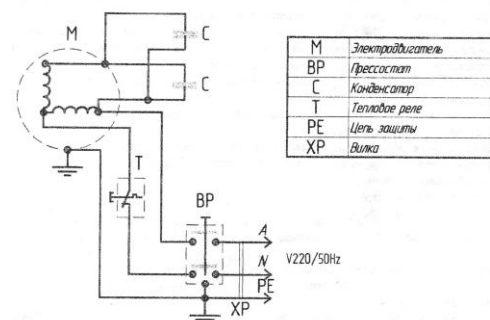 M
C
C
T
BP
A
N
PE
XP
V220/50Hz
M Электродвигатель
BP Прессостат
C Конденсатор
T Тепловое реле
PE Цепь защиты
XP Вилка